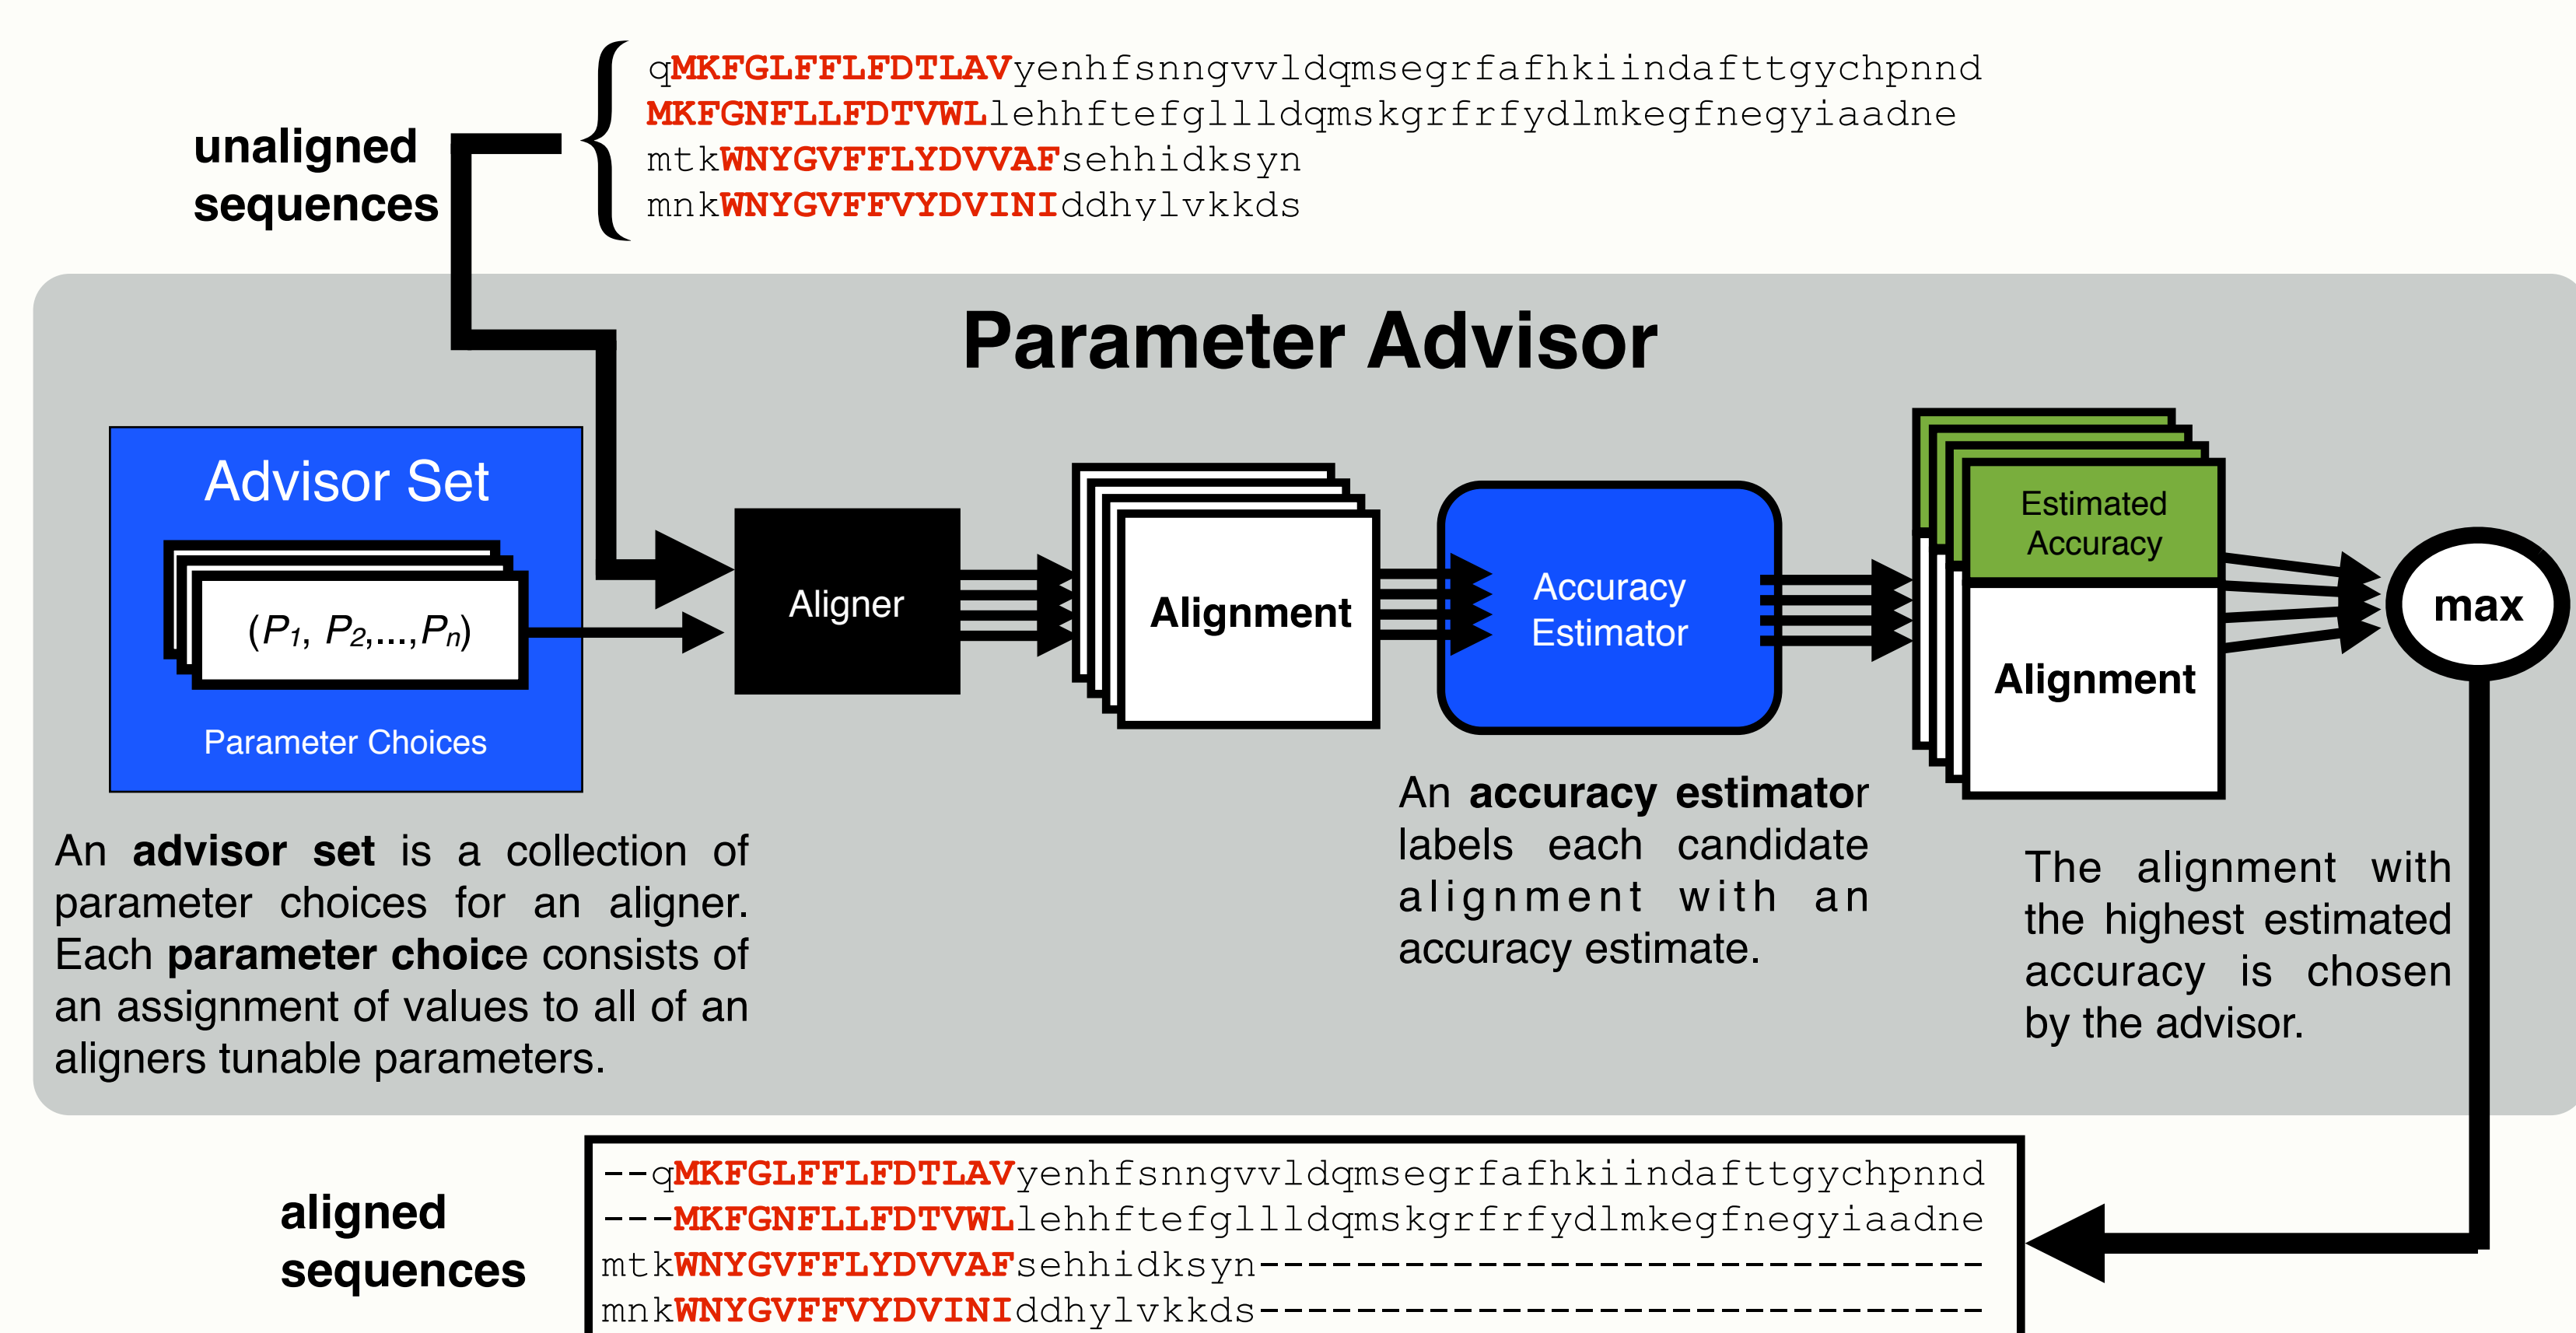 qMKFGLFFLFDTLAVyenhfsnngvvldqmsegrfafhkiindafttgychpnnd
MKFGNFLLFDTVWLlehhftefgllldqmskgrfrfydlmkegfnegyiaadne
mtkWNYGVFFLYDVVAFsehhidksyn
mnkWNYGVFFVYDVINIddhylvkkds
unaligned
sequences
Parameter Advisor
Advisor Set
(P1, P2,...,Pn)
Parameter Choices
Aligner
Alignment
Accuracy
Estimator
Estimated
Accuracy
Alignment
max
An advisor set is a collection of
parameter choices for an aligner.
Each parameter choice consists of
an assignment of values to all of an
aligners tunable parameters.
An accuracy estimator
labels each candidate
alignment with an
accuracy estimate.
The alignment with
the highest estimated
accuracy is chosen
by the advisor.
aligned
sequences
--qMKFGLFFLFDTLAVyenhfsnngvvldqmsegrfafhkiindafttgychpnnd
---MKFGNFLLFDTVWLlehhftefgllldqmskgrfrfydlmkegfnegyiaadne
mtkWNYGVFFLYDVVAFsehhidksyn------------------------------
mnkWNYGVFFVYDVINIddhylvkkds------------------------------